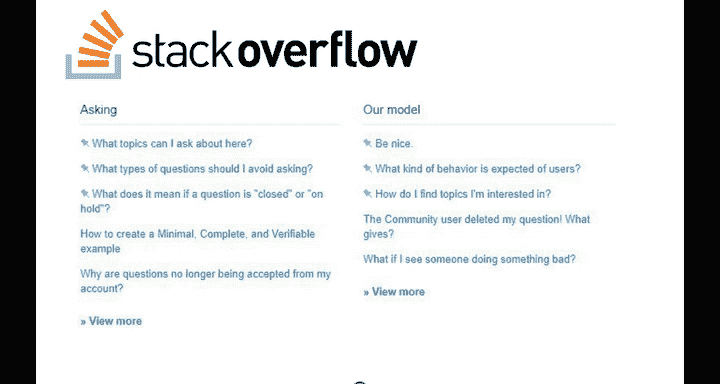 stackoverflow
Asking
What topics can I ask about here?
What types of questions should I avoid asking?
What does it mean if a question is "closed" or "on
hold"?
How to create a Minimal, Complete, and Verifiable
example
Why are questions no longer being accepted from my
account?
» View more
Our model
Be nice.
What kind of behavior is expected of users?
How do I find topics I'm interested in?
The Community user deleted my question! What
gives?
What if I see someone doing something bad?
» View more